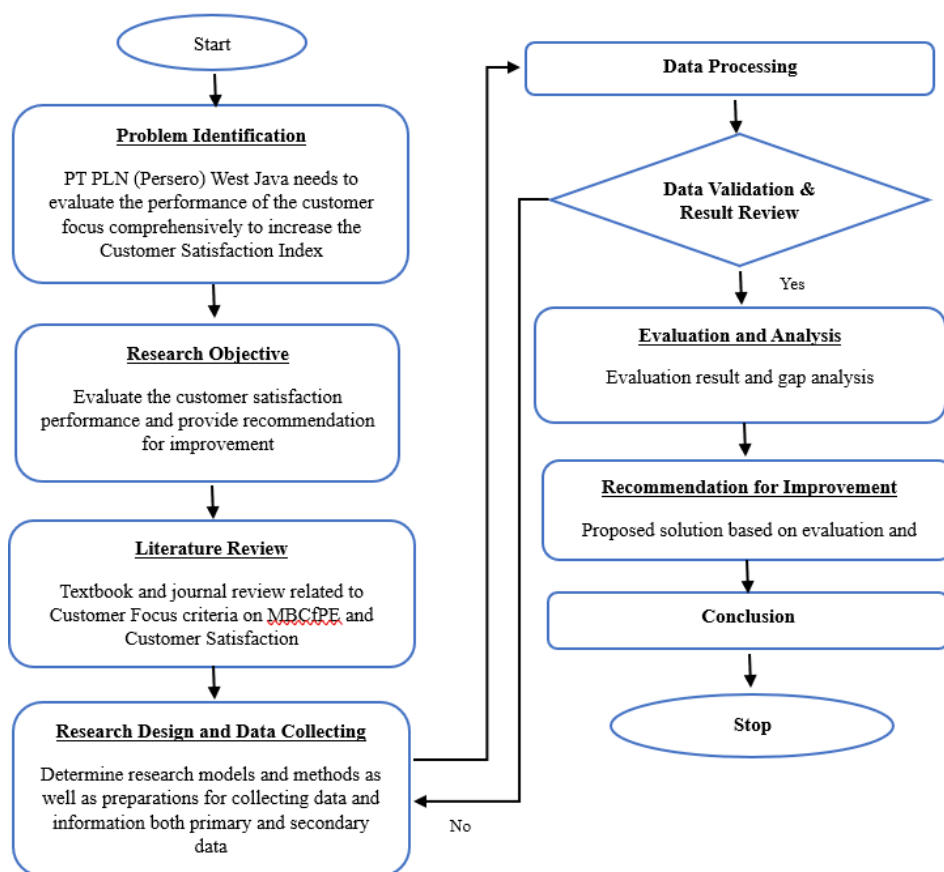 Start
Problem Identification
PT PLN (Persero) West Java needs to
evaluate the performance of the customer
focus comprehensively to increase the
Customer Satisfaction Index
Research Objective
Evaluate the customer satisfaction
performance and provide recommendation
for improvement
Literature Review
Textbook and journal review related to
Customer Focus criteria on MBCfPE and
Customer Satisfaction
Research Design and Data Collecting
Determine research models and methods as
well as preparations for collecting data and
information both primary and secondary
data
Data Processing
Data Validation &
Result Review
Yes
No
Evaluation and Analysis
Evaluation result and gap analysis
Recommendation for Improvement
Proposed solution based on evaluation and
Conclusion
Stop